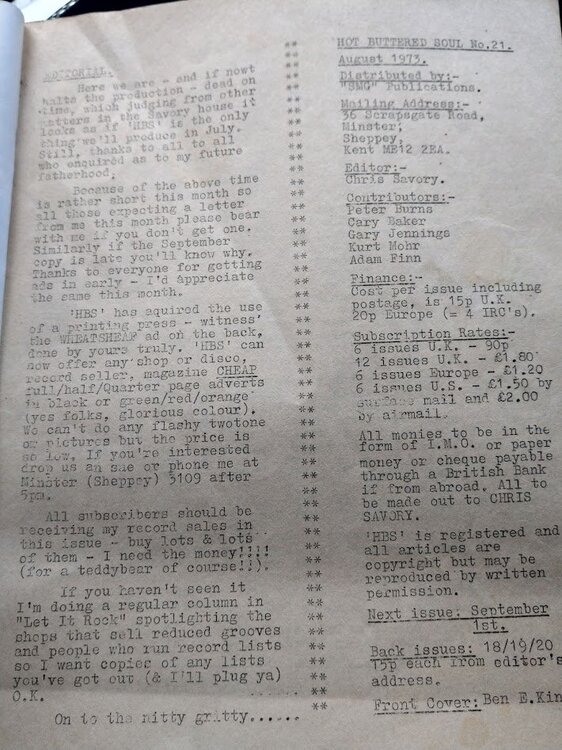 EDITORIAL.
Here we are - and if nowt
halts the production - dead on
time, which judging from other
matters in the Savory house it
looks as if 'HBS' is the only
thing we'll produce in July.
Still, thanks to all to all
who enquired as to my future
fatherhood.
Because of the above time
is rather short this month so
all those expecting a letter
from me this month please bear
with me if you don't get one.
Similarly if the September
copy is late you'll know why.
Thanks to everyone for getting
ads in early - I'd appreciate
the same this month.
'HBS' has aquired the use
of a printing press - witness
the WHEATSHEAF ad on the back,
done by yours truly. 'HBS' can
now offer any shop or disco,
record seller, magazine CHEAP
full/half/Quarter page adverts
in black or green/red/orange
(yes folks, glorious colour).
We can't do any flashy twotone
or pictures but the price is
so low. If you're interested
drop us an sae or phone me at
Minster (Sheppey) 3109 after
5pm.
All subscribers should be
receiving my record sales in
this issue - buy lots & lots
of them - I need the money!!!!
(for a teddybear of course!!).
If you haven't seen it
I'm doing a regular column in
"Let It Rock" spotlighting the
shops that sell reduced grooves
and people who run record lists
so I want copies of any lists
you've got out (& I'll plug ya)
O.K.
On to the nitty gritty......
HOT BUTTERED SOUL No.21.
August 1973.
Distributed by:-
"SMG" Publications.
Mailing Address:-
36 Scrapsgate Road,
Minster,
Sheppey,
Kent ME12 2EA.
Editor:-
Chris Savory.
Contributors:-
Peter Burns
Cary Baker
Gary Jennings
Kurt Mohr
Adam Finn
Finance:-
Cost per issue including
postage, is 15p U.K.
20p Europe (= 4 IRC's).
Subscription Rates:-
6 issues U.K. - 90p
12 issues U.K. - £1.80
6 issues Europe - £1.20
6 issues U.S. - £1.50 by
surface mail and £2.00
by airmail.
All monies to be in the
form of I.M.O. or paper
money or cheque payable
through a British Bank
if from abroad. All to
be made out to CHRIS
SAVORY.
'HBS' is registered and
all articles are
copyright but may be
reproduced by written
permission.
Next issue: September
1st.
Back issues: 18/19/20
15p each from editor's
address.
Front Cover: Ben E.Kin